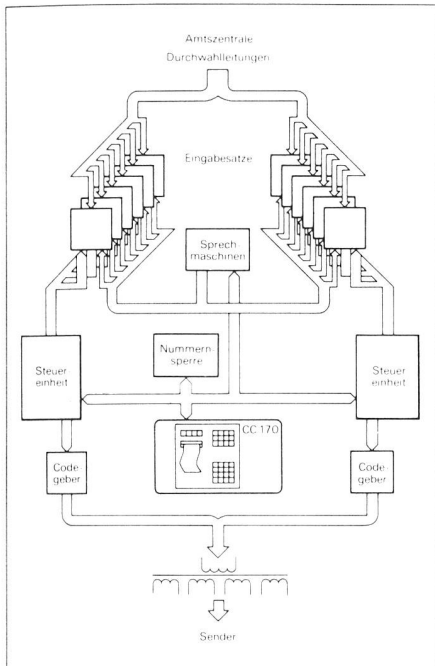 Amtszentrale
Durchwahlleitungen
Eingabesätze
Sprech-
maschinen
Nummern-
sperre
Steuer
einheit
Steuer
einheit
CC 170
Code-
geber
Code-
geber
Sender